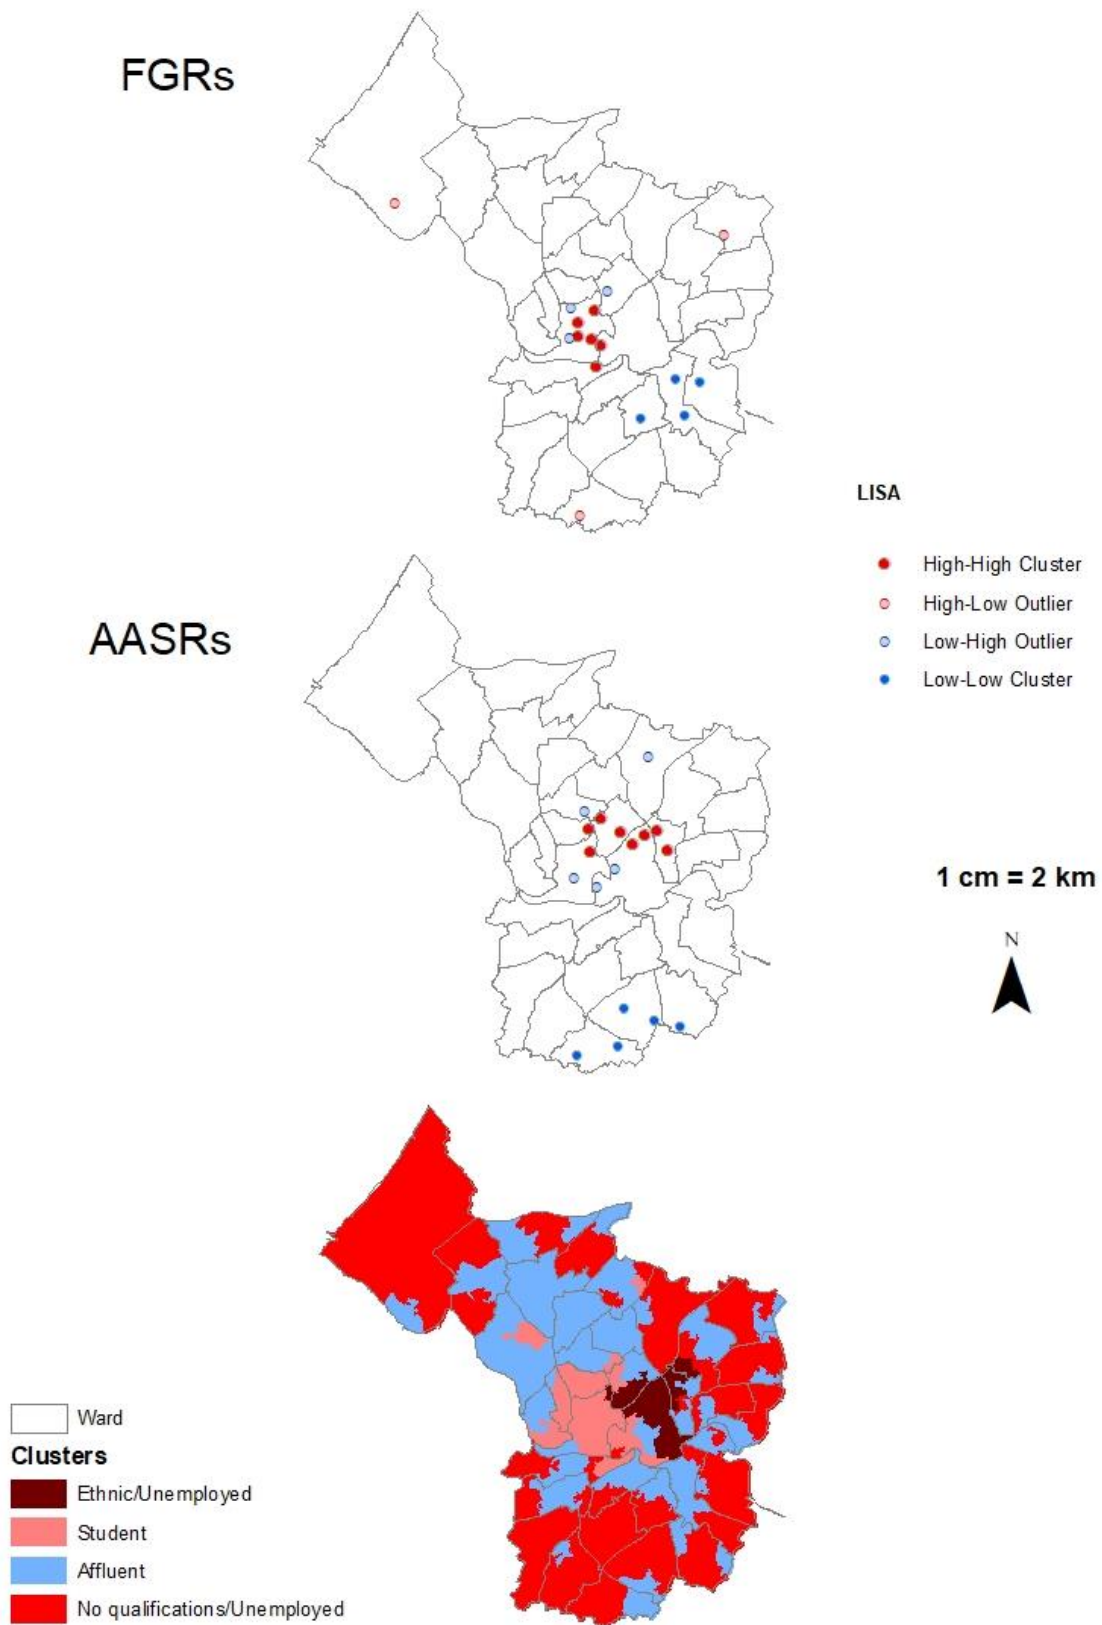 FGRs
LISA
High-High Cluster
High-Low Outlier
Low-High Outlier
Low-Low Cluster
AASRs
1 cm = 2 km
N
Ward
Clusters
Ethnic/Unemployed
Student
Affluent
No qualifications/Unemployed